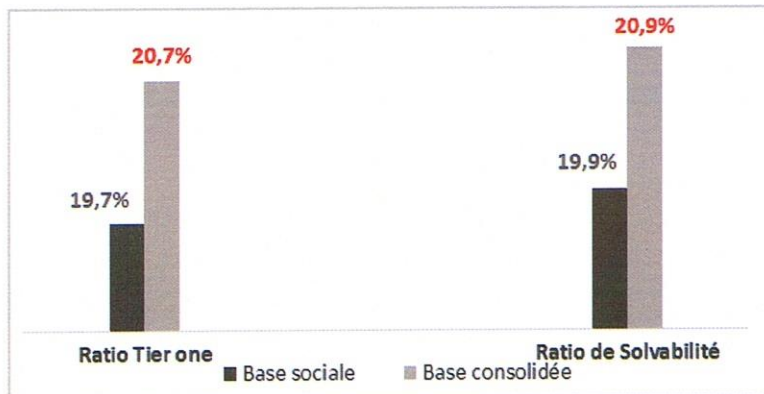 20,7%
20,9%
19,7%
19,9%
Ratio Tier one
Ratio de Solvabilité
Base sociale
Base consolidée